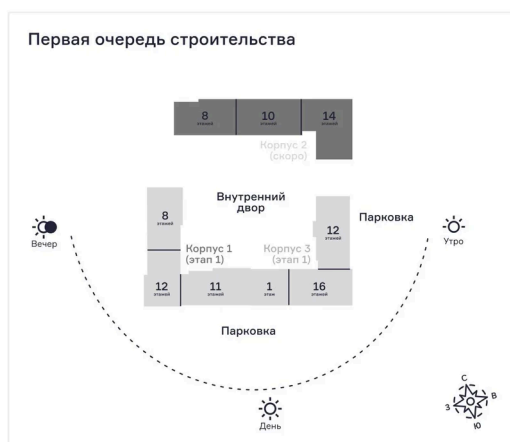 Первая очередь строительства
8
этажей
10
этажей
14
этажей
Корпус 2
(скоро)
8
этажей
Внутренний
двор
12
этажей
Парковка
Вечер
Утро
Корпус 1
(этап 1)
Корпус 3
(этап 1)
12
этажей
11
этажей
1
этаж
16
этажей
Парковка
День
С
В
З
Ю